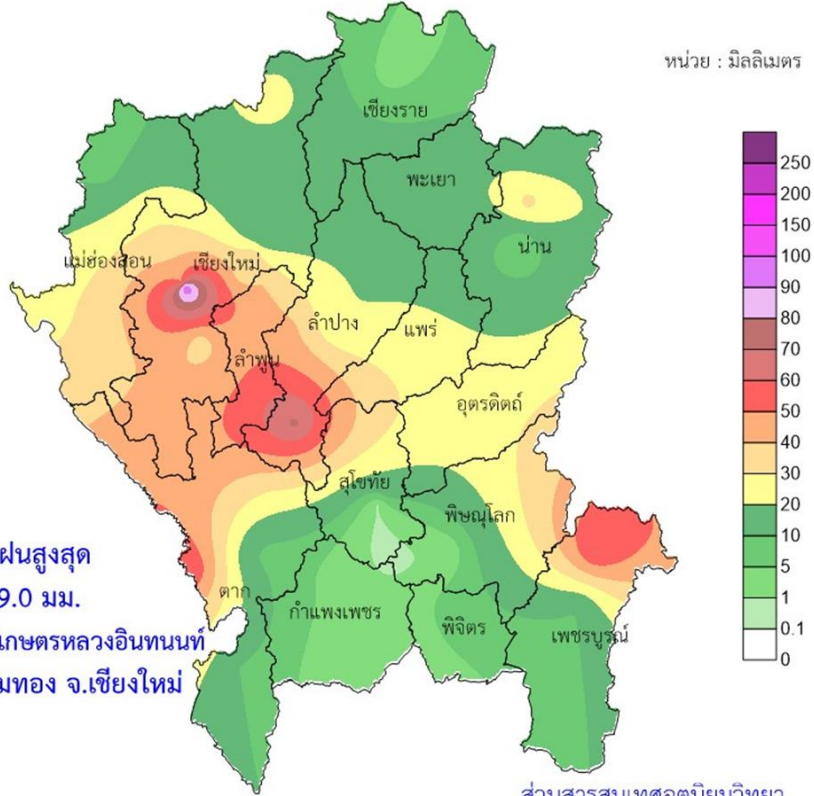 หน่วย : มิลลิเมตร
เชียงราย
พะเยา
น่าน
แม่ฮ่องสอน
เชียงใหม่
ลำปาง
แพร่
ลำพูน
อุตรดิตถ์
สุโขทัย
พิษณุโลก
ตาก
กำแพงเพชร
พิจิตร
เพชรบูรณ์
250
200
150
100
90
80
70
60
50
40
30
20
10
5
1
0.1
0
ฝนสูงสุด
9.0 มม.
เกษตรหลวงอินทนนท์
มทอง จ.เชียงใหม่